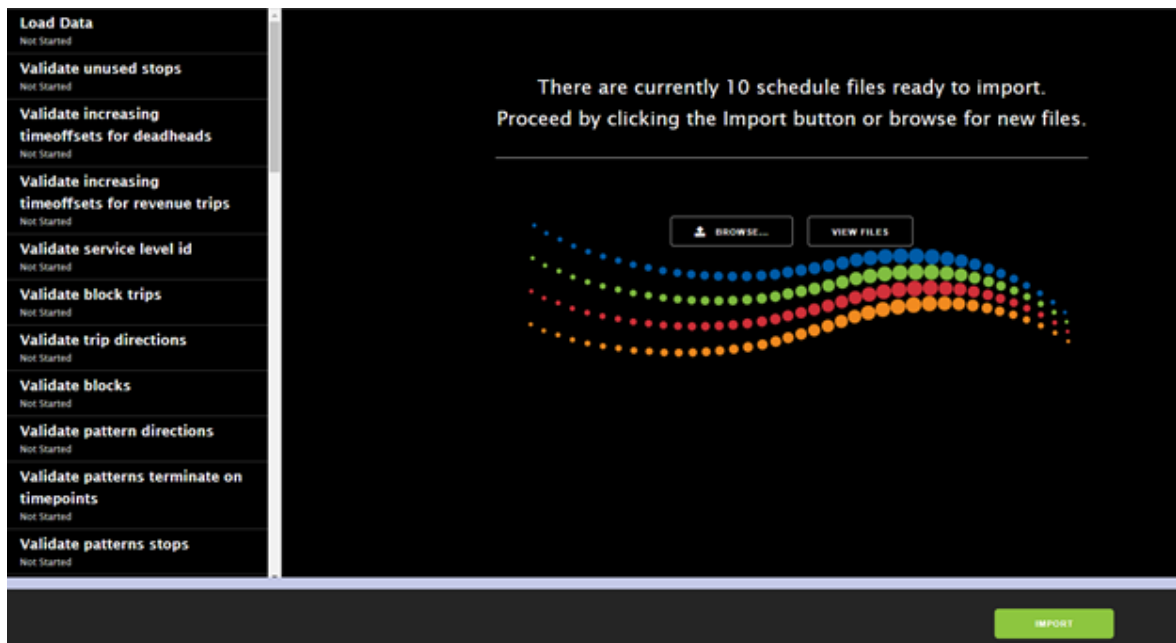 Load Data
Not Started
Validate unused stops
Not Started
Validate increasing
timeoffsets for deadheads
Not Started
Validate increasing
timeoffsets for revenue trips
Not Started
Validate service level id
Not Started
Validate block trips
Not Started
Validate trip directions
Not Started
Validate blocks
Not Started
Validate pattern directions
Not Started
Validate patterns terminate on
timepoints
Not Started
Validate patterns stops
Not Started
There are currently 10 schedule files ready to import.
Proceed by clicking the Import button or browse for new files.
BROWSE...
VIEW FILES
IMPORT